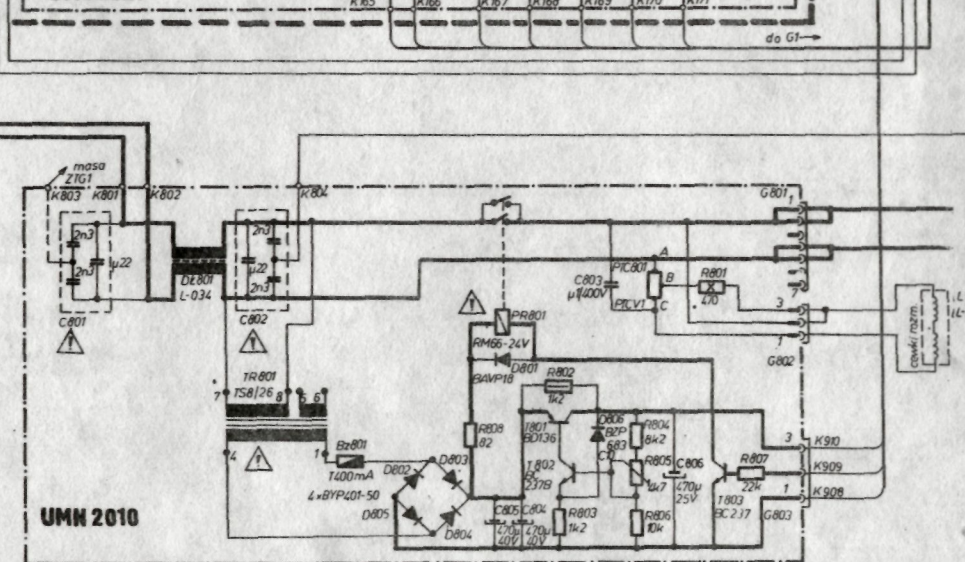 K165 K166 K167 K168 K169 K170 K171
do G1
masa
ZTG1
K803 K801 K802 K804
G801
1
2n3
2n3
µ22
C801
DŁ801
L-034
2n3
µ22
2n3
C802
PTC801
A
B
C
C803
µ1/400V
PTCV1
R801
470
7
3
1
G802
cewki rozm.
PR801
RM66-24V
D801
BAVP18
TR801
TS8/26
7 8 5 6
4 1
Bz801
T400mA
D802 D803
4xBYP401-50
D805
D804
R808
82
R802
1k2
T801
BD136
T802
BC
237B
D806
BZP
683
R804
8k2
R805
R806
10k
R803
1k2
C805
470µ
40V
C804
470µ
40V
C806
470µ
25V
T803
BC237
R807
22k
3
1
G803
K910
K909
K908
UMN 2010